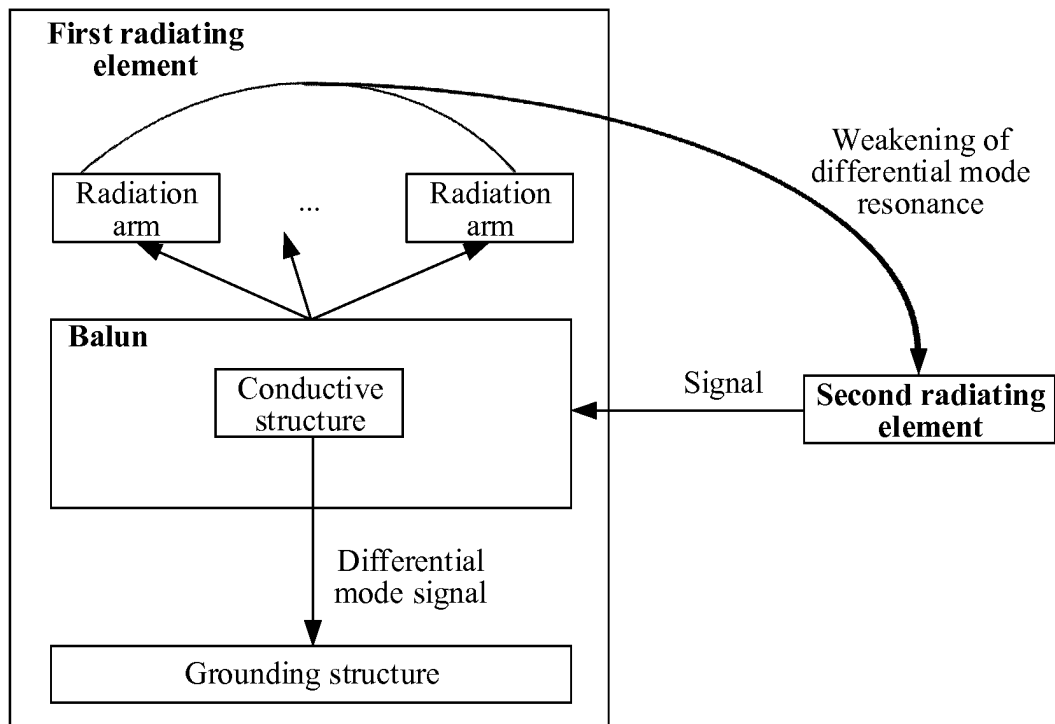 First radiating
element
Radiation
arm
...
Radiation
arm
Weakening of
differential mode
resonance
Balun
Conductive
structure
Signal
Second radiating
element
Differential
mode signal
Grounding structure